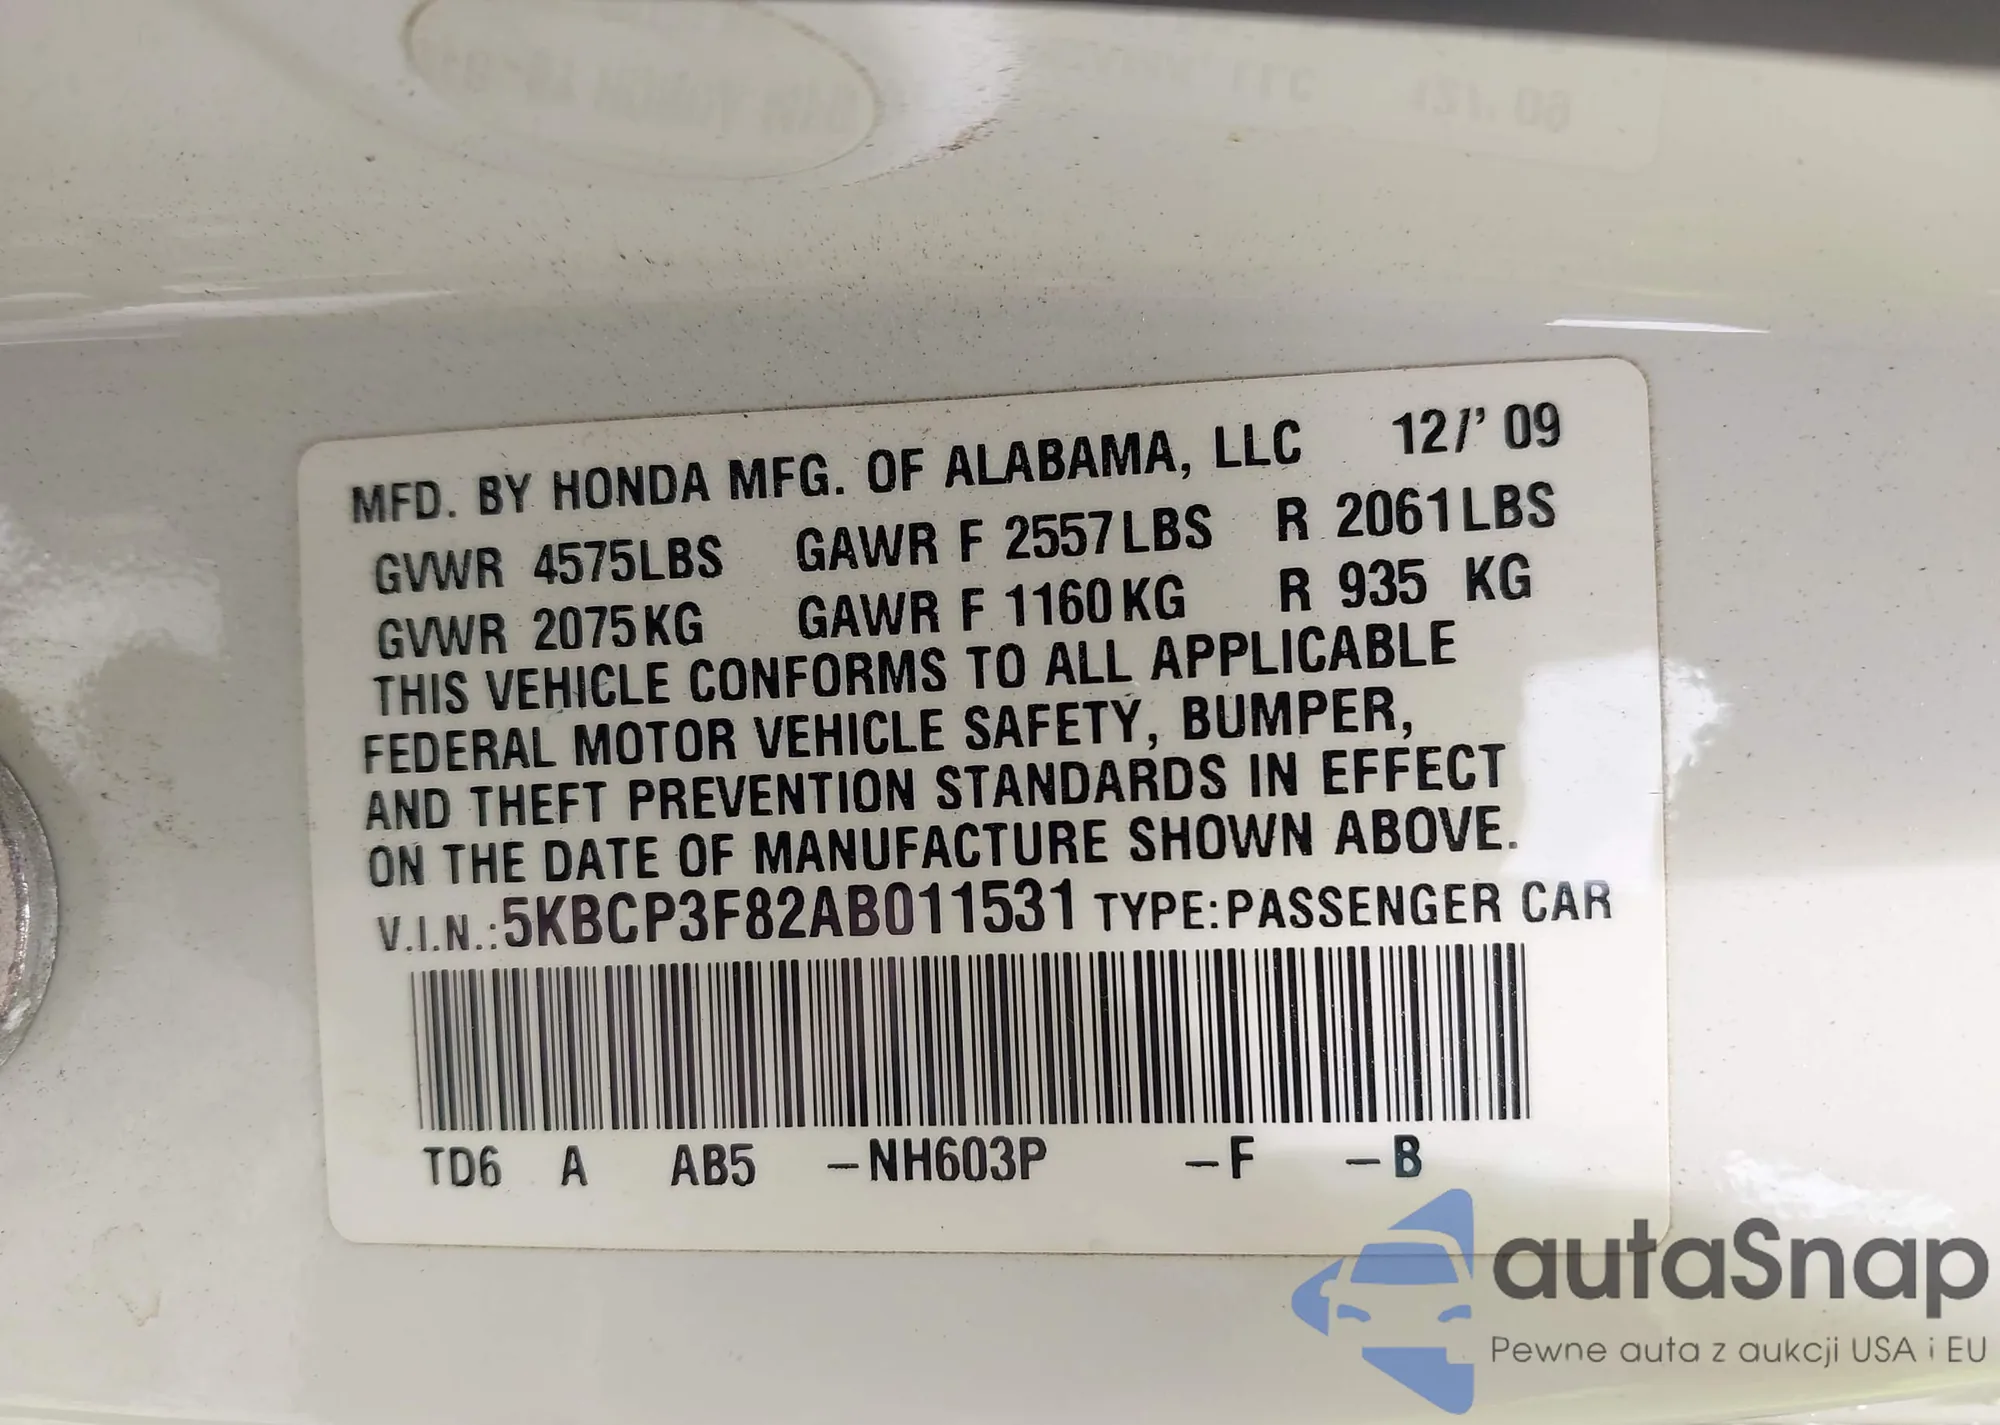 MFD. BY HONDA MFG. OF ALABAMA, LLC 12/' 09
GVWR 4575LBS GAWR F 2557LBS R 2061LBS
GVWR 2075KG GAWR F 1160KG R 935 KG
THIS VEHICLE CONFORMS TO ALL APPLICABLE
FEDERAL MOTOR VEHICLE SAFETY, BUMPER,
AND THEFT PREVENTION STANDARDS IN EFFECT
ON THE DATE OF MANUFACTURE SHOWN ABOVE.
V.I.N.:5KBCP3F82AB011531 TYPE:PASSENGER CAR
TD6 A AB5 –NH603P –F –B
autaSnap
Pewne auta z aukcji USA i EU